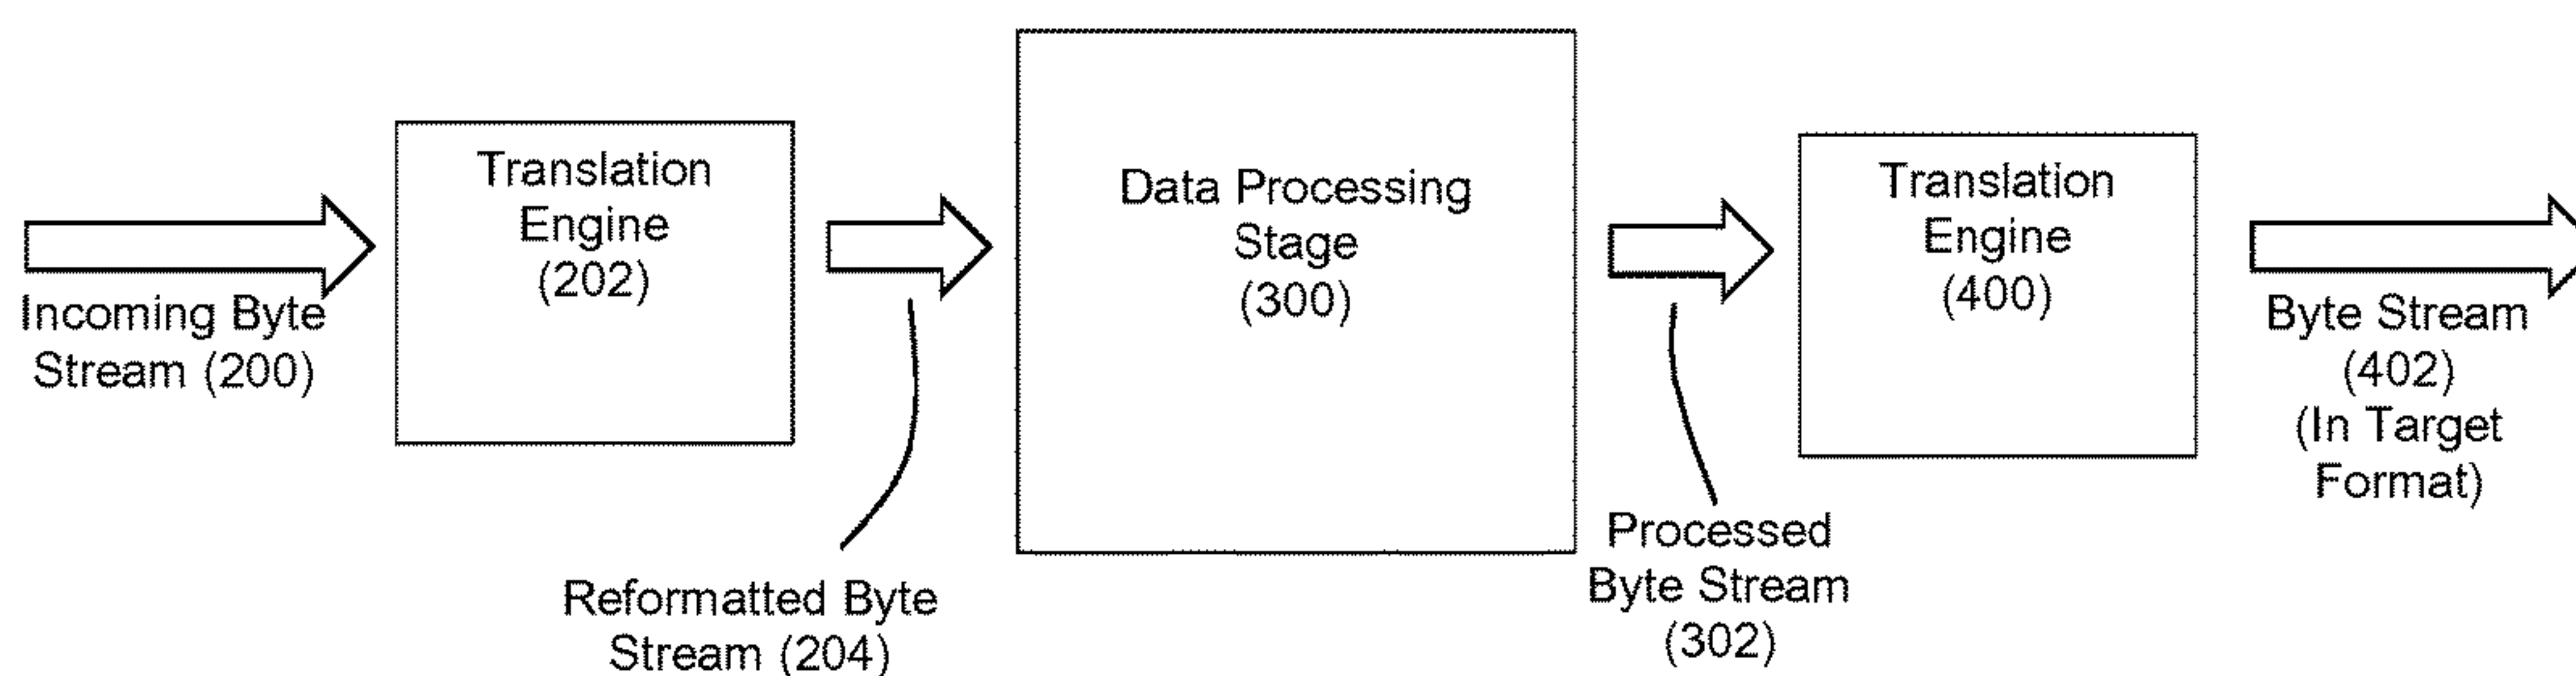 Incoming Byte
Stream (200)
Translation
Engine
(202)
Reformatted Byte
Stream (204)
Data Processing
Stage
(300)
Processed
Byte Stream
(302)
Translation
Engine
(400)
Byte Stream
(402)
(In Target
Format)